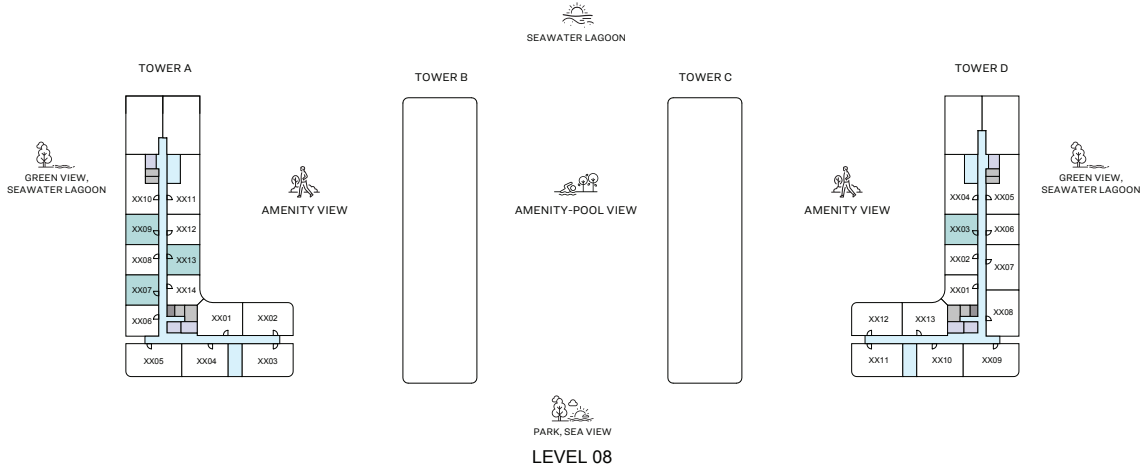 SEAWATER LAGOON
TOWER A
TOWER B
TOWER C
TOWER D
GREEN VIEW,
SEAWATER LAGOON
AMENITY VIEW
AMENITY-POOL VIEW
AMENITY VIEW
GREEN VIEW,
SEAWATER LAGOON
XX10 XX11
XX09 XX12
XX08 XX13
XX07 XX14
XX06 XX01 XX02
XX05 XX04 XX03
XX04 XX05
XX03 XX06
XX02 XX07
XX01
XX12 XX13 XX08
XX11 XX10 XX09
PARK, SEA VIEW
LEVEL 08